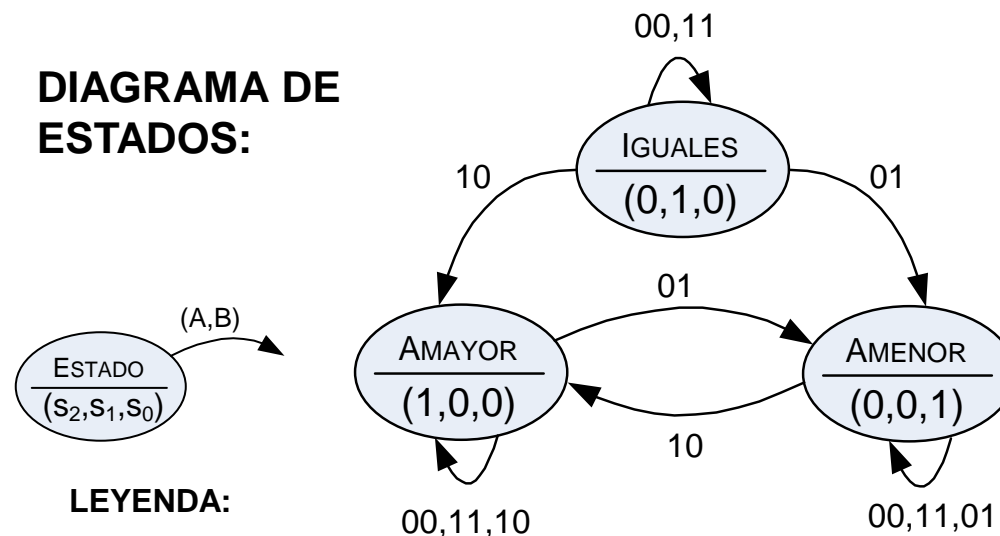 DIAGRAMA DE
ESTADOS:
00,11
IGUALES
(0,1,0)
10
01
01
(A,B)
ESTADO
(s₂,s₁,s₀)
AMAYOR
(1,0,0)
AMENOR
(0,0,1)
10
LEYENDA:
00,11,10
00,11,01